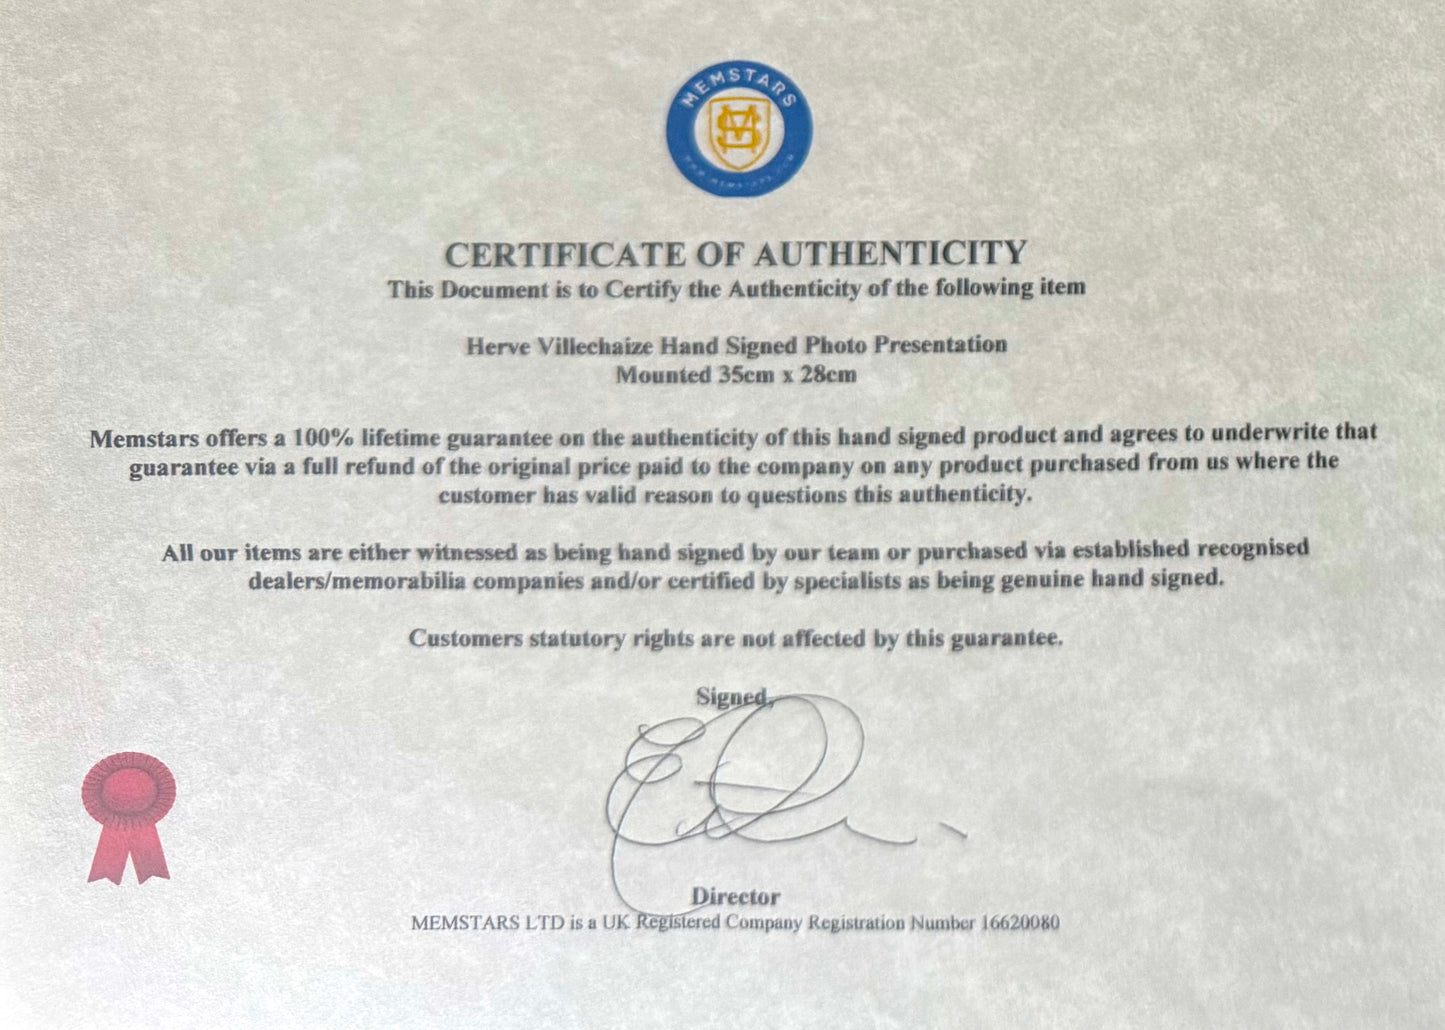 MEMSTARS
MS
CERTIFICATE OF AUTHENTICITY
This Document is to Certify the Authenticity of the following item
Herve Villechaize Hand Signed Photo Presentation
Mounted 35cm x 28cm
Memstars offers a 100% lifetime guarantee on the authenticity of this hand signed product and agrees to underwrite that
guarantee via a full refund of the original price paid to the company on any product purchased from us where the
customer has valid reason to questions this authenticity.
All our items are either witnessed as being hand signed by our team or purchased via established recognised
dealers/memorabilia companies and/or certified by specialists as being genuine hand signed.
Customers statutory rights are not affected by this guarantee.
Signed,
Director
MEMSTARS LTD is a UK Registered Company Registration Number 16620080